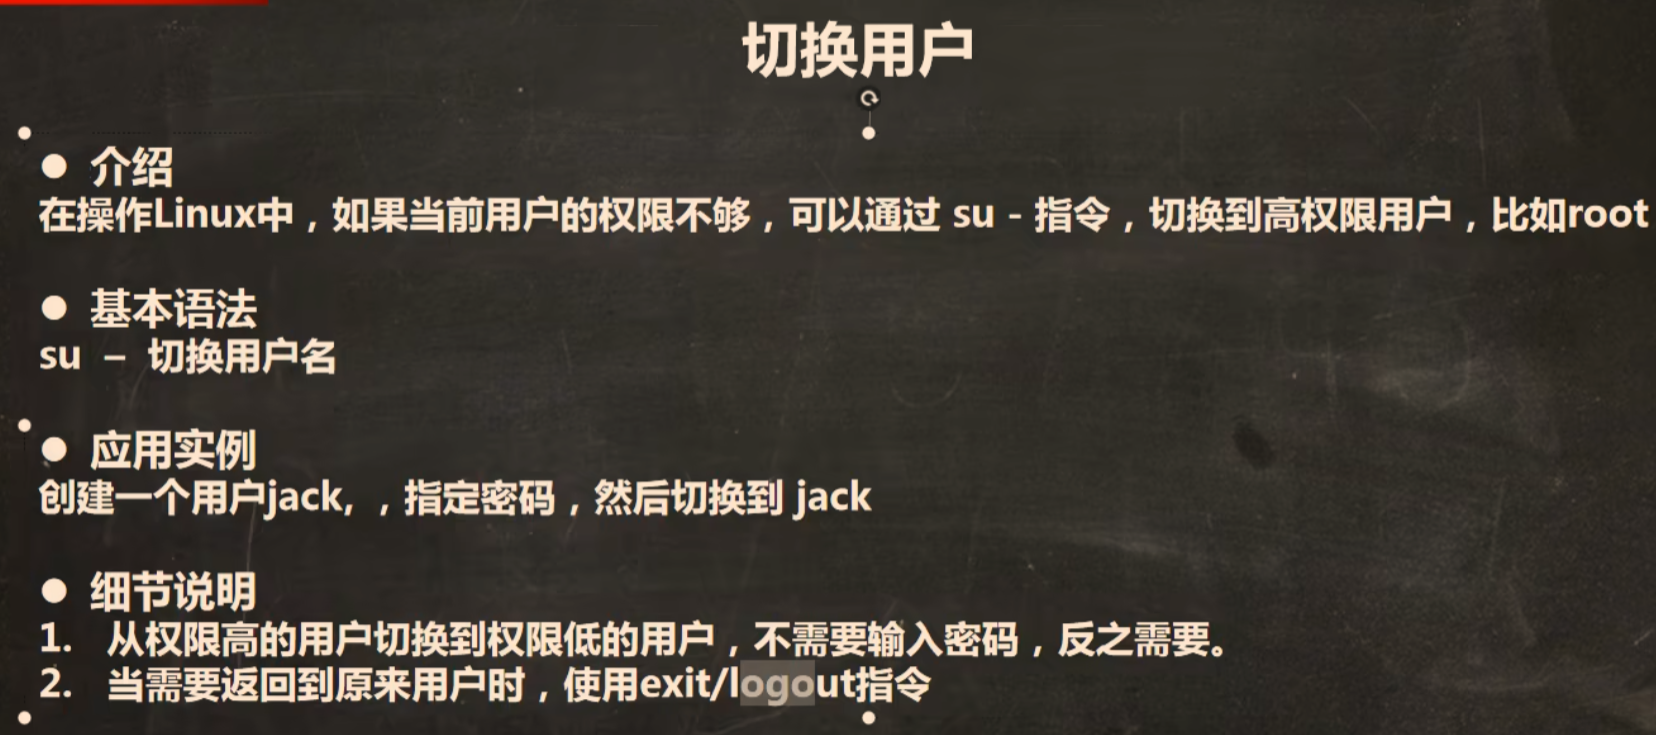 切换用户
● 介绍
在操作Linux中，如果当前用户的权限不够，可以通过 su - 指令，切换到高权限用户，比如root
● 基本语法
su – 切换用户名
● 应用实例
创建一个用户jack, ，指定密码，然后切换到 jack
● 细节说明
1. 从权限高的用户切换到权限低的用户，不需要输入密码，反之需要。
2. 当需要返回到原来用户时，使用exit/logout指令